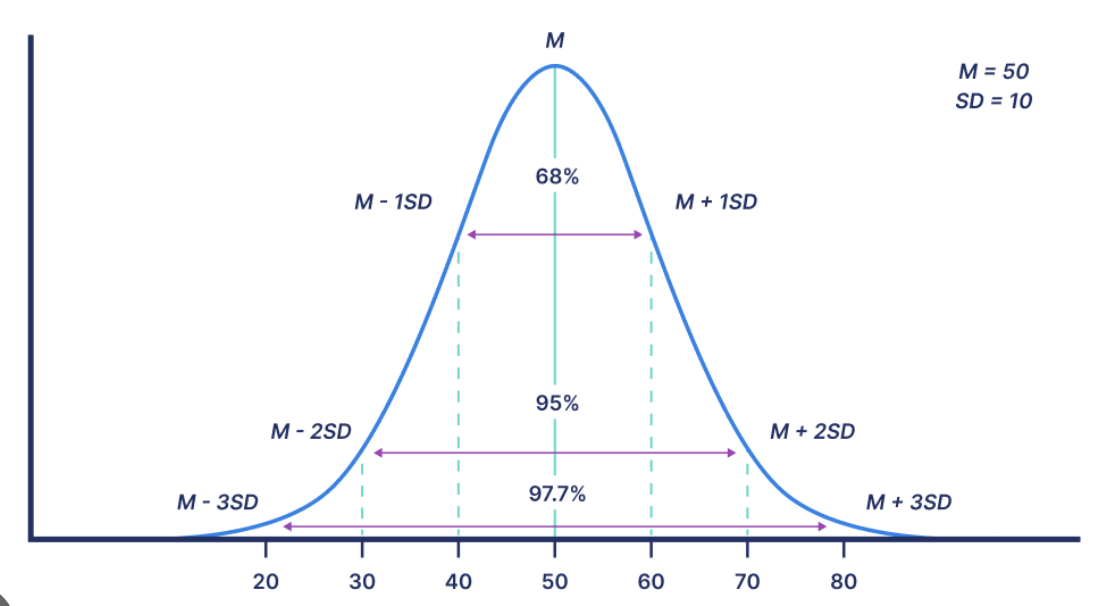 M
M = 50
SD = 10
68%
M - 1SD
M + 1SD
95%
M - 2SD
M + 2SD
97.7%
M - 3SD
M + 3SD
20 30 40 50 60 70 80